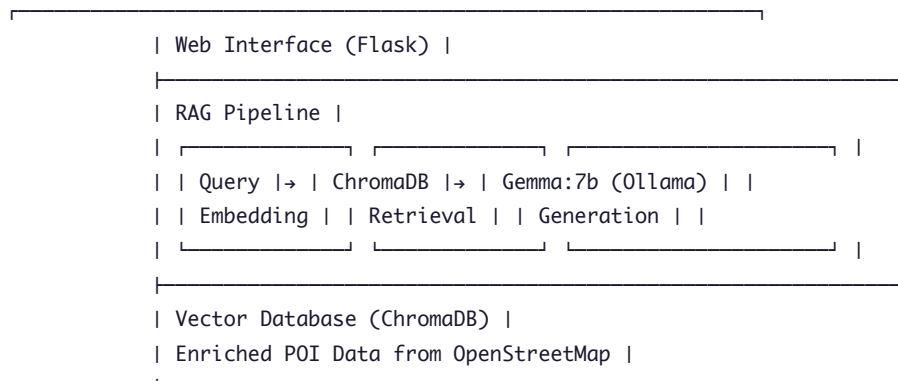 ┌─────────────────────────────────────────────────────────┐
| Web Interface (Flask) |
├─────────────────────────────────────────────────────────
| RAG Pipeline |
| ┌─────────────┐ ┌─────────────┐ ┌─────────────────────┐ |
| | Query |→ | ChromaDB |→ | Gemma:7b (Ollama) | |
| | Embedding | | Retrieval | | Generation | |
| └─────────────┘ └─────────────┘ └─────────────────────┘ |
├─────────────────────────────────────────────────────────
| Vector Database (ChromaDB) |
| Enriched POI Data from OpenStreetMap |